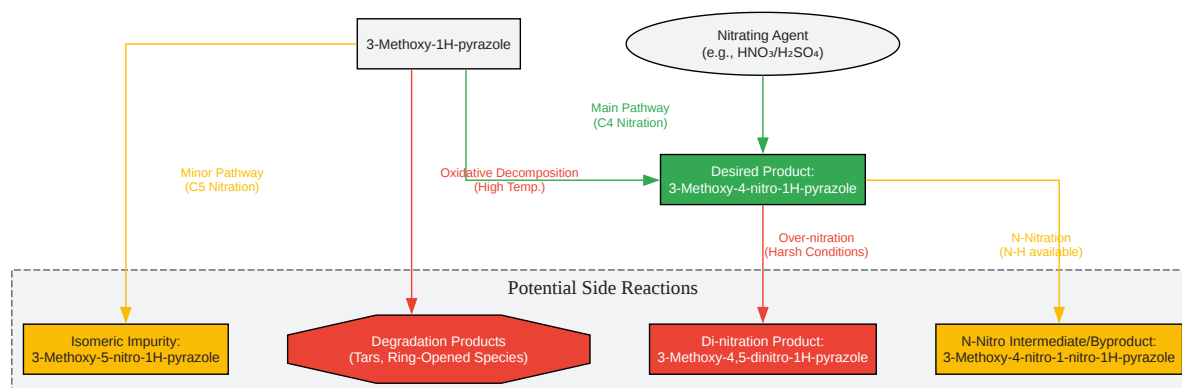 3-Methoxy-1H-pyrazole
Nitrating Agent
(e.g., HNO₃/H₂SO₄)
Main Pathway
(C4 Nitration)
Minor Pathway
(C5 Nitration)
Oxidative Decomposition
(High Temp.)
Desired Product:
3-Methoxy-4-nitro-1H-pyrazole
Over-nitration
(Harsh Conditions)
N-Nitration
(N-H available)
Potential Side Reactions
Isomeric Impurity:
3-Methoxy-5-nitro-1H-pyrazole
Degradation Products
(Tars, Ring-Opened Species)
Di-nitration Product:
3-Methoxy-4,5-dinitro-1H-pyrazole
N-Nitro Intermediate/Byproduct:
3-Methoxy-4-nitro-1-nitro-1H-pyrazole